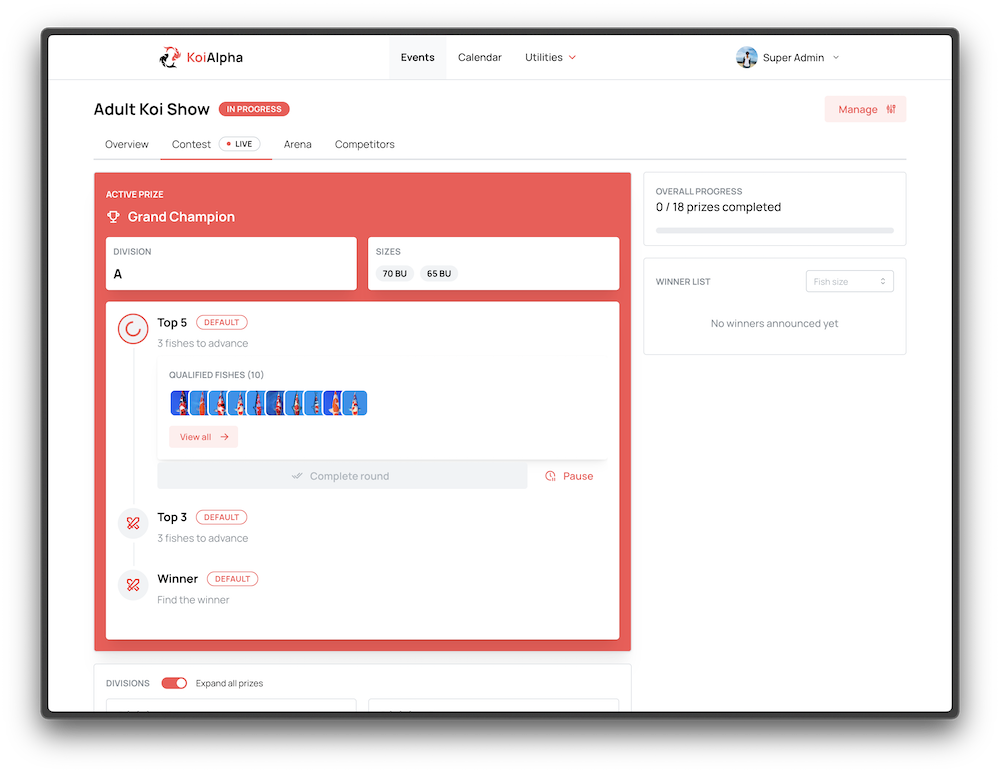 KoiAlpha
Events
Calendar
Utilities
Super Admin
Adult Koi Show
IN PROGRESS
Manage
Overview
Contest
LIVE
Arena
Competitors
ACTIVE PRIZE
Grand Champion
DIVISION
A
SIZES
70 BU
65 BU
Top 5
DEFAULT
3 fishes to advance
QUALIFIED FISHES (10)
View all
Complete round
Pause
Top 3
DEFAULT
3 fishes to advance
Winner
DEFAULT
Find the winner
OVERALL PROGRESS
0 / 18 prizes completed
WINNER LIST
Fish size
No winners announced yet
DIVISIONS
Expand all prizes